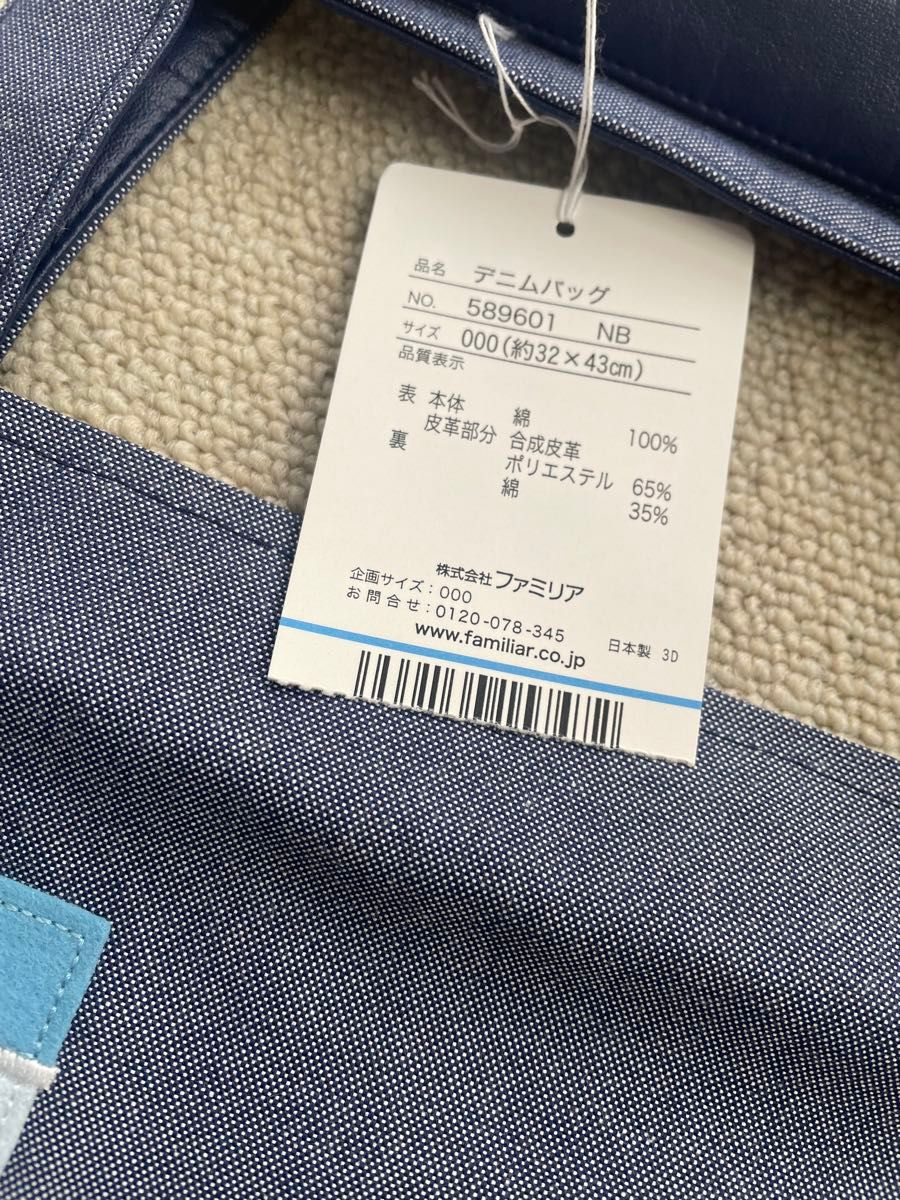 品名 デニムバッグ
NO. 589601 NB
サイズ 000(約32×43cm)
品質表示
表 本体 綿 100%
皮革部分 合成皮革
裏 ポリエステル 65%
綿 35%
株式会社ファミリア
企画サイズ:000
お問合せ:0120-078-345
www.familiar.co.jp 日本製 3D